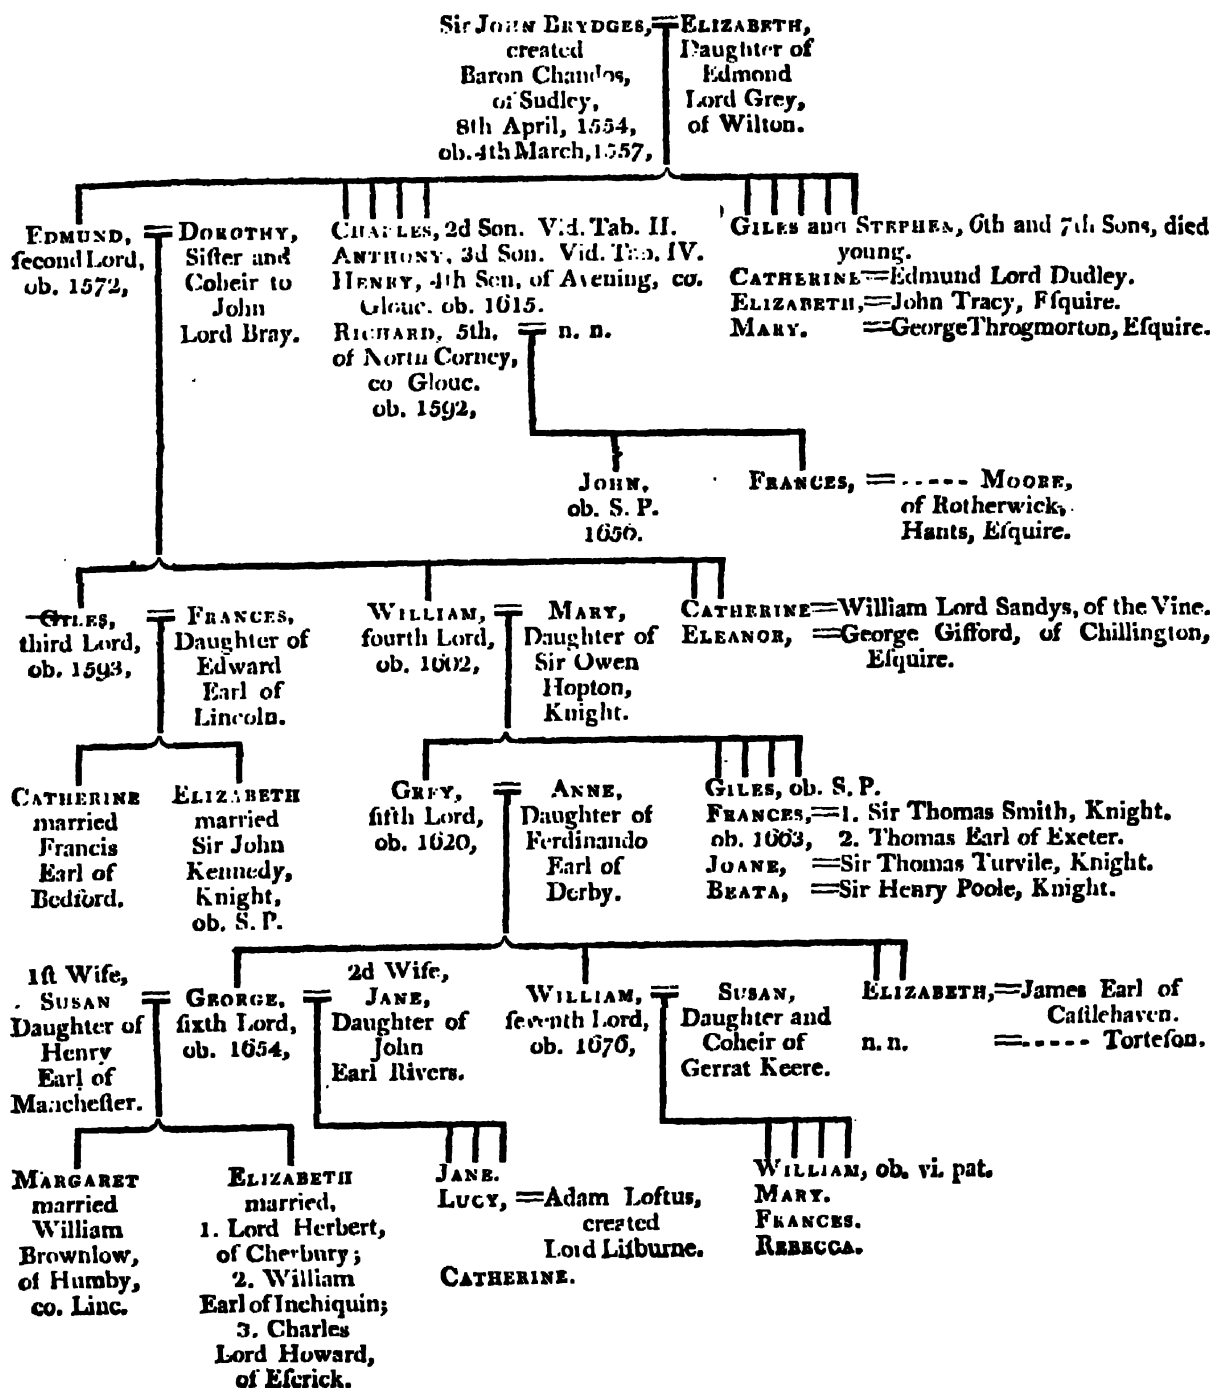 Sir John Brydges, = Elizabeth,
created
Baron Chandos,
of Sudley,
8th April, 1554,
ob. 4th March, 1557,
Daughter of
Edmond
Lord Grey,
of Wilton.
Edmund,
ſecond Lord,
ob. 1572,
= Dorothy,
Siſter and
Coheir to
John
Lord Bray.
Charles, 2d Son. Vid. Tab. II.
Anthony, 3d Son. Vid. Tab. IV.
Henry, 4th Son, of Avening, co.
Glouc. ob. 1615.
Richard, 5th, = n. n.
of North Corney,
co Glouc.
ob. 1592,
Giles and Stephen, 6th and 7th Sons, died
young.
Catherine=Edmund Lord Dudley.
Elizabeth,=John Tracy, Eſquire.
Mary. =George Throgmorton, Eſquire.
John,
ob. S. P.
1656.
Frances, = ----- Moore,
of Rotherwick,
Hants, Eſquire.
Giles,
third Lord,
ob. 1593,
= Frances,
Daughter of
Edward
Earl of
Lincoln.
William,
fourth Lord,
ob. 1602,
= Mary,
Daughter of
Sir Owen
Hopton,
Knight.
Catherine=William Lord Sandys, of the Vine.
Eleanor, =George Gifford, of Chillington,
Eſquire.
Catherine
married
Francis
Earl of
Bedford.
Elizabeth
married
Sir John
Kennedy,
Knight,
ob. S. P.
Grey,
fifth Lord,
ob. 1620,
= Anne,
Daughter of
Ferdinando
Earl of
Derby.
Giles, ob. S. P.
Frances,=1. Sir Thomas Smith, Knight.
ob. 1663, 2. Thomas Earl of Exeter.
Joane, =Sir Thomas Turvile, Knight.
Beata, =Sir Henry Poole, Knight.
1ſt Wife,
Susan
Daughter of
Henry
Earl of
Mancheſter.
= George,
ſixth Lord,
ob. 1654,
= 2d Wife,
Jane,
Daughter of
John
Earl Rivers.
William,
ſeventh Lord,
ob. 1676,
= Susan,
Daughter and
Coheir of
Gerrat Keere.
Elizabeth,=James Earl of
Caſtlehaven.
n. n. =----- Torteſon.
Margaret
married
William
Brownlow,
of Humby,
co. Linc.
Elizabeth
married,
1. Lord Herbert,
of Cherbury;
2. William
Earl of Inchiquin;
3. Charles
Lord Howard,
of Eſcrick.
Jane.
Lucy, =Adam Loftus,
created
Lord Liſburne.
Catherine.
William, ob. vi. pat.
Mary.
Frances.
Rebecca.